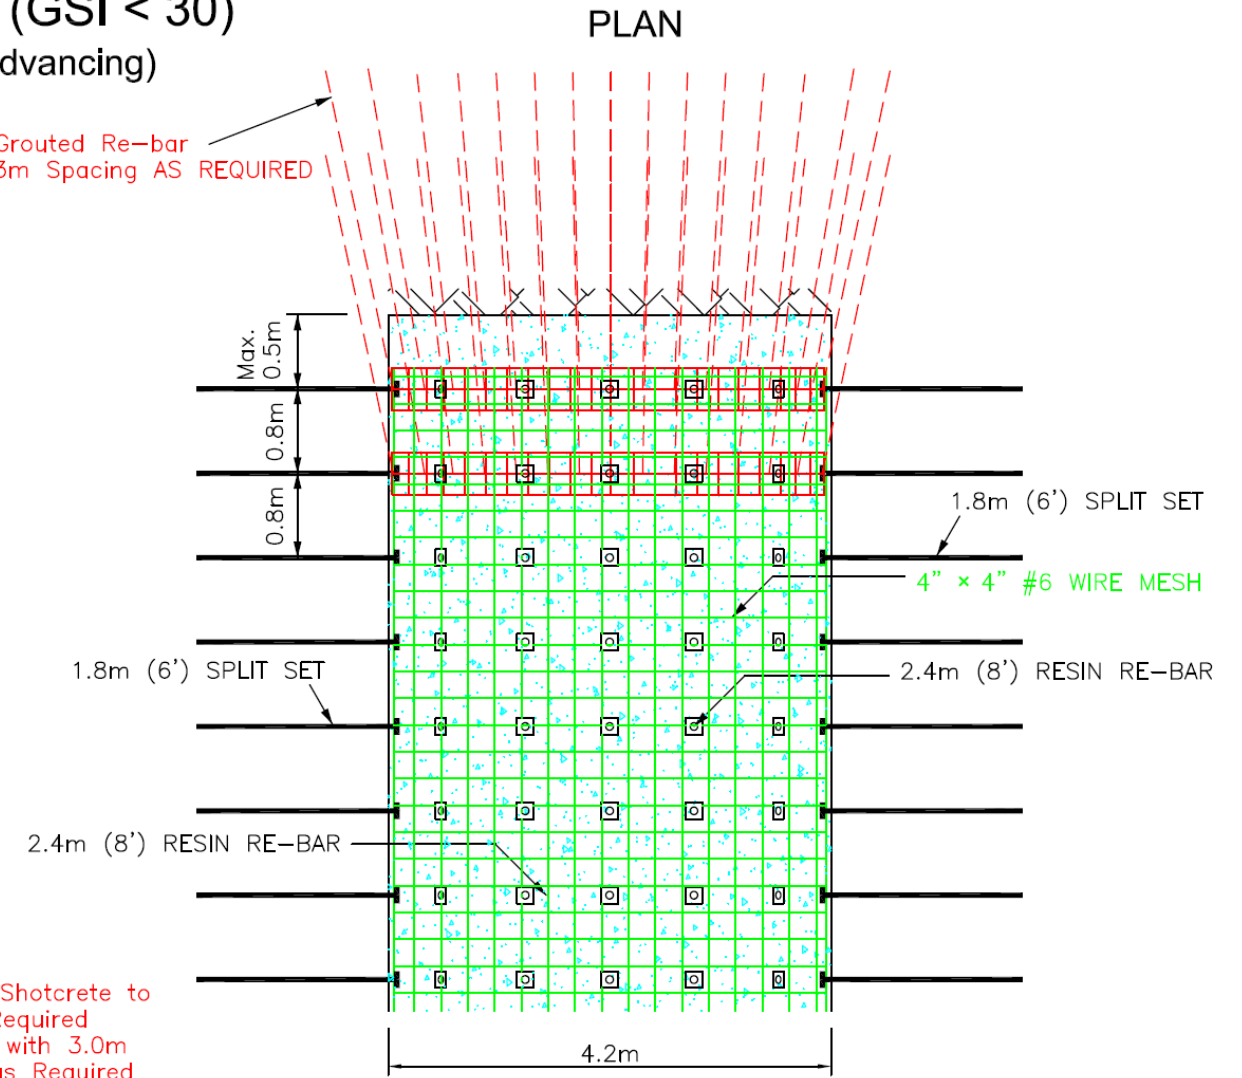 (GSI < 30)
dvancing)
PLAN
Grouted Re-bar
3m Spacing AS REQUIRED
Max.
0.5m
0.8m
0.8m
1.8m (6') SPLIT SET
4" × 4" #6 WIRE MESH
1.8m (6') SPLIT SET
2.4m (8') RESIN RE-BAR
2.4m (8') RESIN RE-BAR
Shotcrete to
Required
with 3.0m
as Required
4.2m